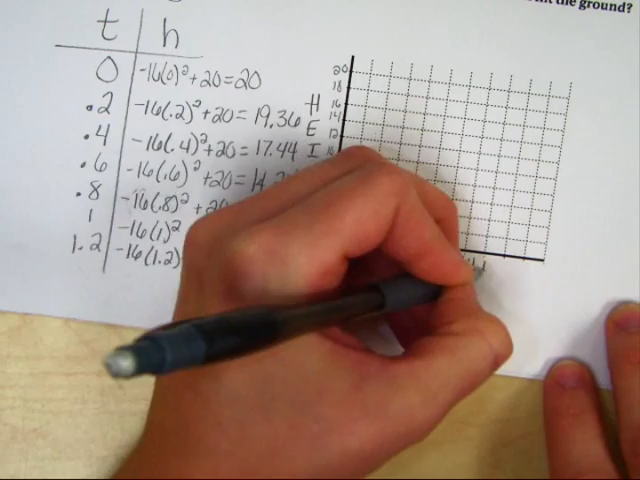 the ground?
t h
0 -16(0)²+20=20
.2 -16(.2)²+20=19.36
.4 -16(.4)²+20=17.44
.6 -16(.6)²+20=14.
.8 -16(.8)²+20
1 -16(1)²
1.2 -16(1.2)
H
E
I
20
18
16
14
12